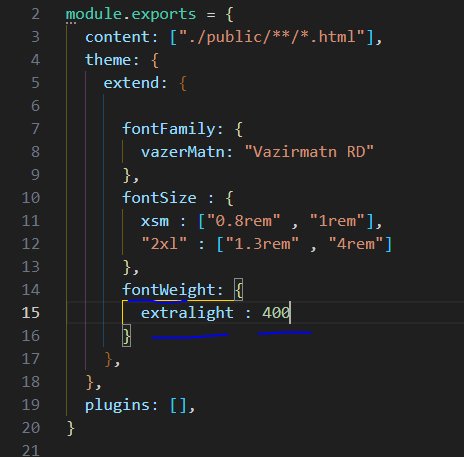 2 module.exports = {
3 content: ["./public/**/*.html"],
4 theme: {
5 extend: {
6
7 fontFamily: {
8 vazerMatn: "Vazirmatn RD"
9 },
10 fontSize : {
11 xsm : ["0.8rem" , "1rem"],
12 "2xl" : ["1.3rem" , "4rem"]
13 },
14 fontWeight: {
15 extralight : 400
16 }
17 },
18 },
19 plugins: [],
20 }
21